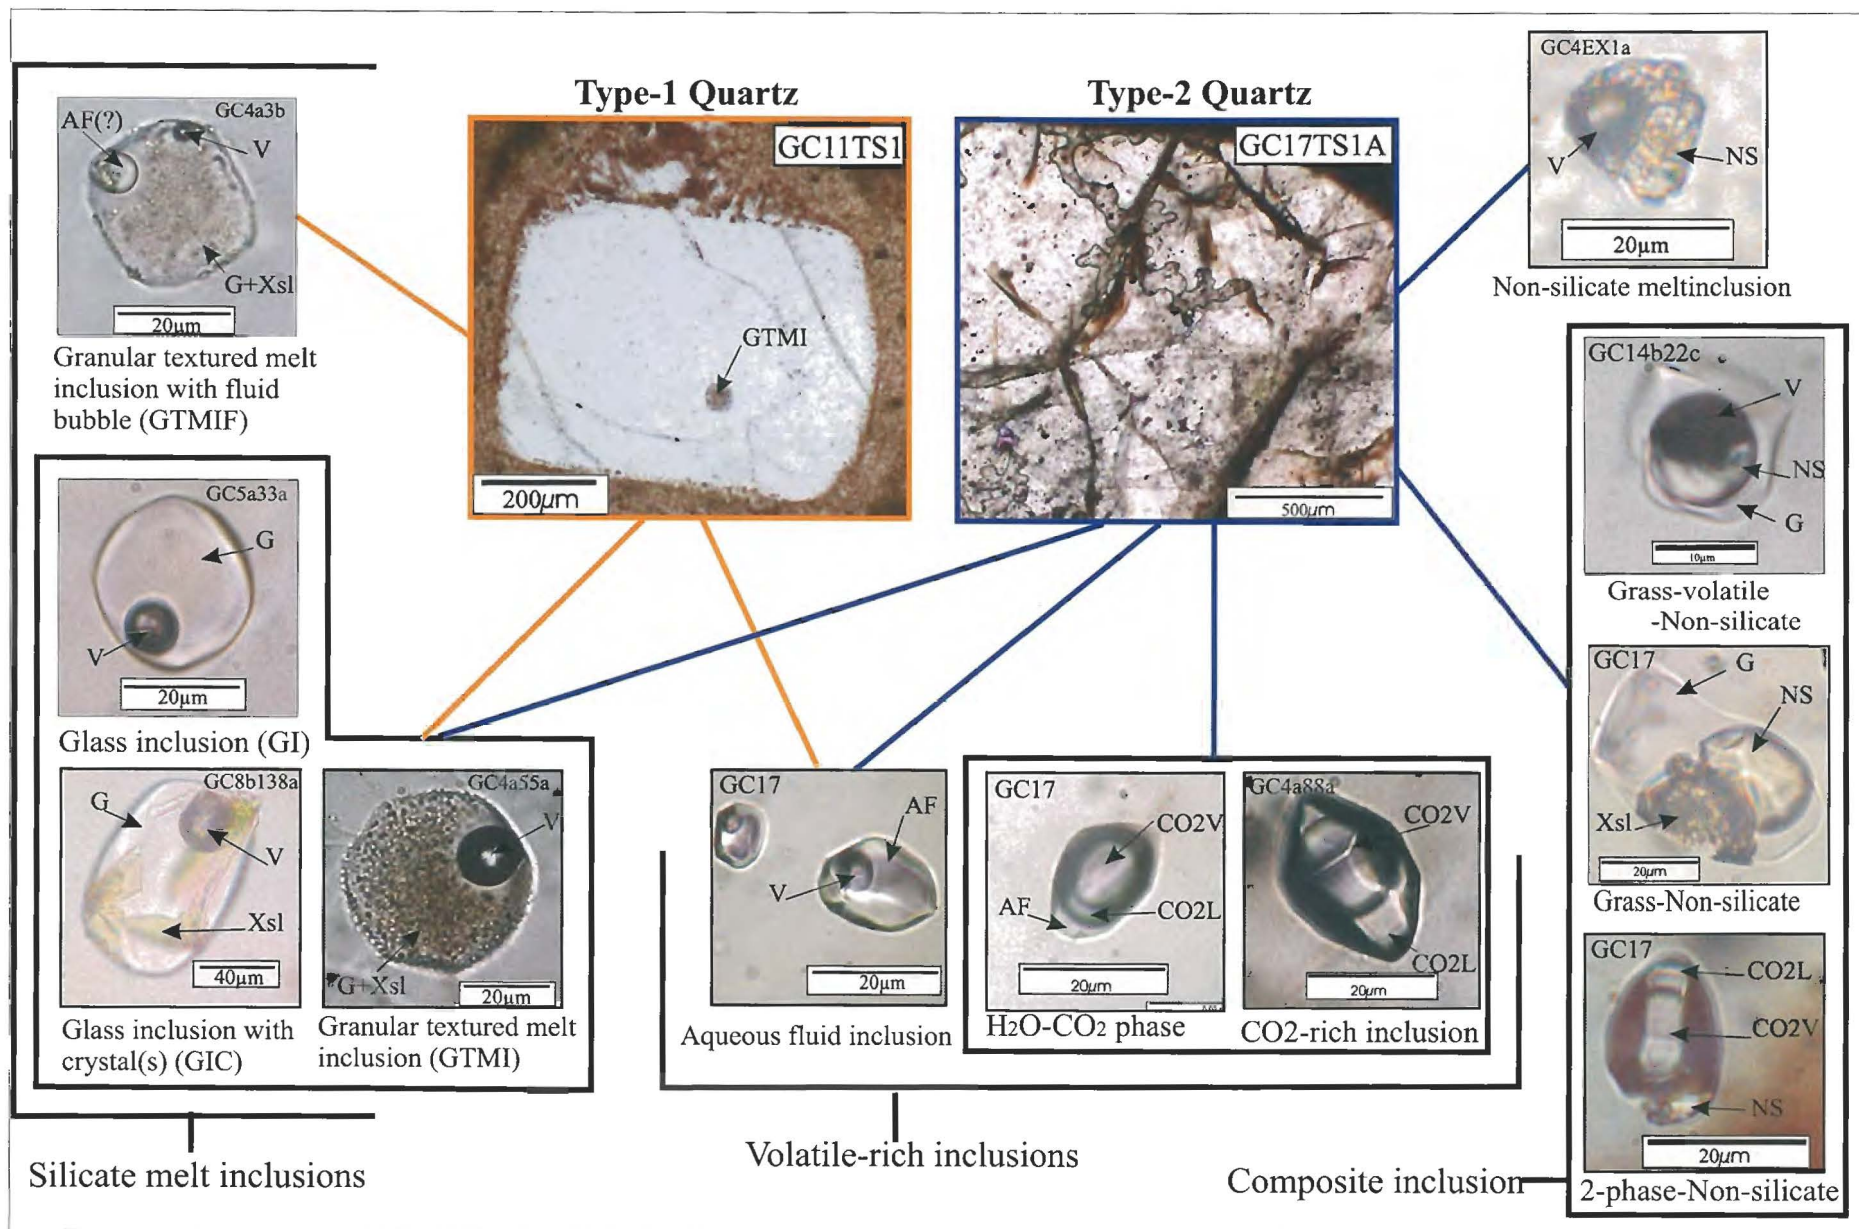 Type-1 Quartz
Type-2 Quartz
GC4a3b
AF(?)
V
G+Xsl
20µm
Granular textured melt
inclusion with fluid
bubble (GTMIF)
GC11TS1
GTMI
200µm
GC17TS1A
500µm
GC4EX1a
V
NS
20µm
Non-silicate meltinclusion
GC5a33a
G
V
20µm
Glass inclusion (GI)
GC8b138a
G
V
Xsl
40µm
Glass inclusion with
crystal(s) (GIC)
GC4a55a
V
G+Xsl
20µm
Granular textured melt
inclusion (GTMI)
Silicate melt inclusions
GC17
AF
V
20µm
Aqueous fluid inclusion
GC17
CO2V
AF
CO2L
20µm
H2O-CO2 phase
GC4a88a
CO2V
CO2L
20µm
CO2-rich inclusion
Volatile-rich inclusions
GC14b22c
V
NS
G
10µm
Grass-volatile
-Non-silicate
GC17
G
NS
Xsl
20µm
Grass-Non-silicate
GC17
CO2L
CO2V
NS
20µm
2-phase-Non-silicate
Composite inclusion